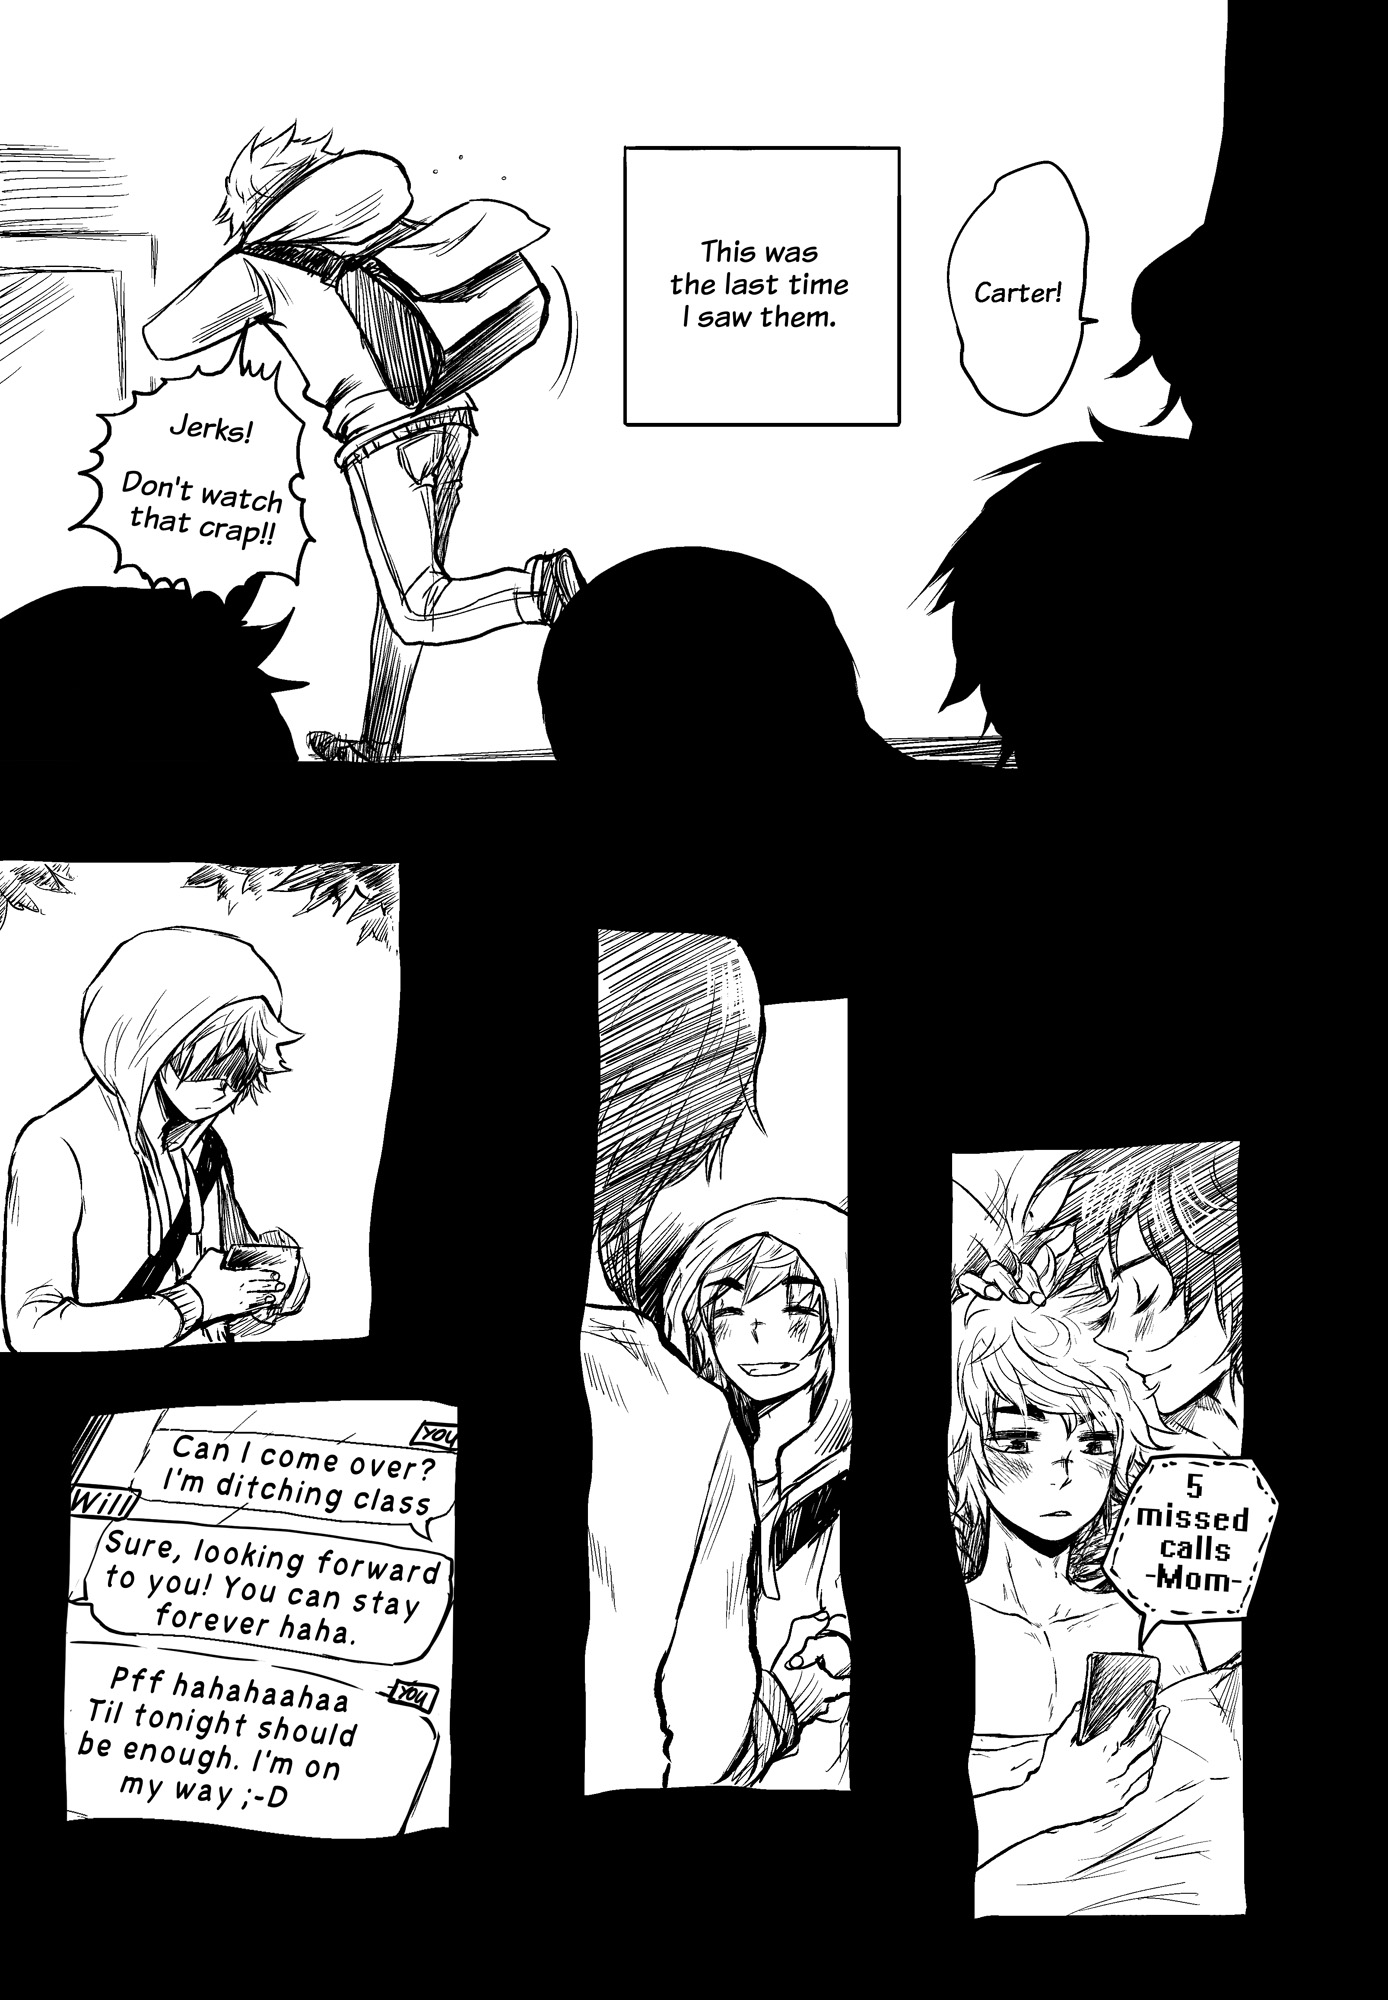 This was
the last time
I saw them.
Carter!
Jerks!
Don't watch
that crap!!
YOU
Can I come over?
I'm ditching class
Will
Sure, looking forward
to you! You can stay
forever haha.
YOU
Pff hahahaahaa
Til tonight should
be enough. I'm on
my way ;-D
5
missed
calls
-Mom-